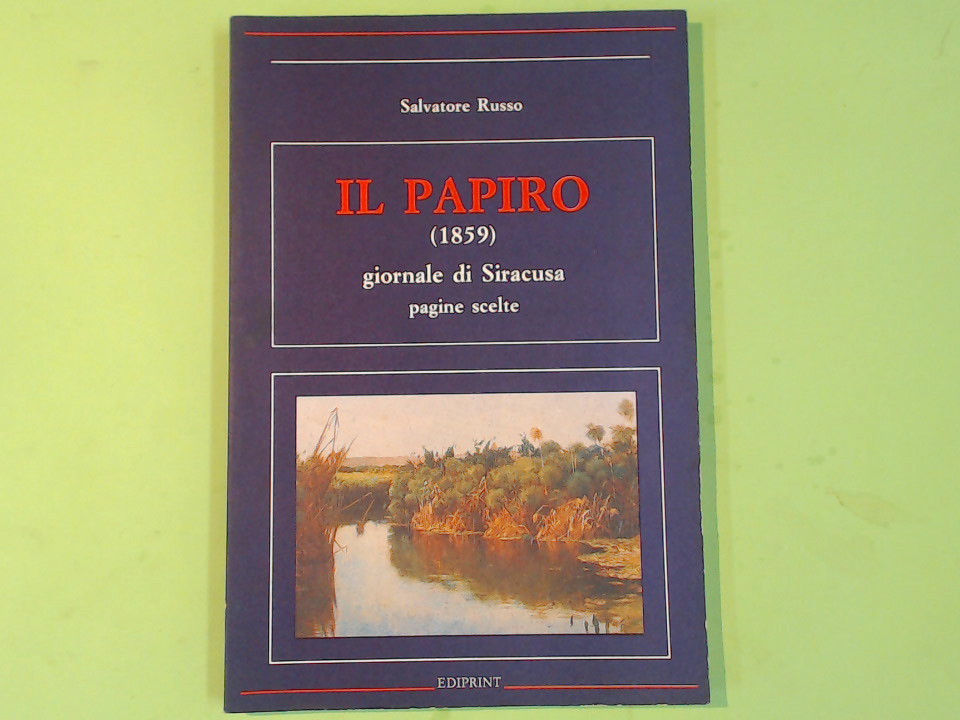 Salvatore Russo
IL PAPIRO
(1859)
giornale di Siracusa
pagine scelte
EDIPRINT